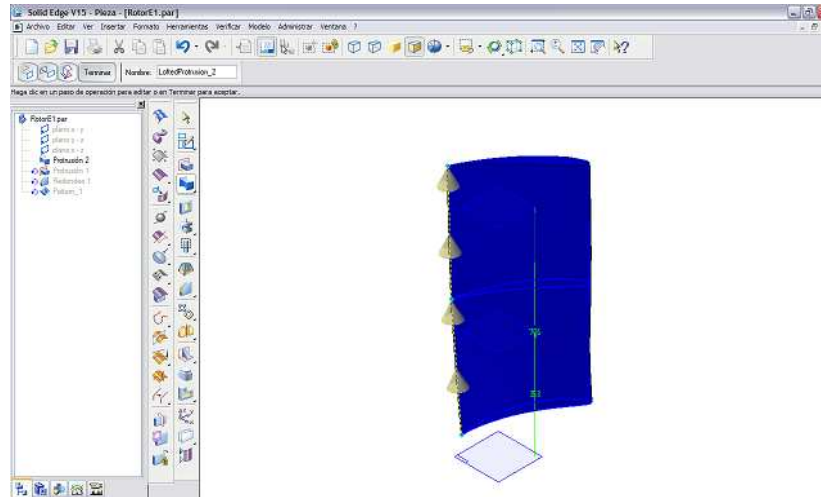 Solid Edge V15 - Pieza - [RotorE1.par]
Archivo Editar Ver Insertar Formato Herramientas Verificar Modelo Administrar Ventana ?
Terminar Nombre: LoftedProtrusion_2
Haga clic en un paso de operación para editar o en Terminar para aceptar.
RotorE1.par
plano x - y
plano y - z
plano x - z
Protrusión 2
Protrusión 1
Redondeo 1
Pattern_1